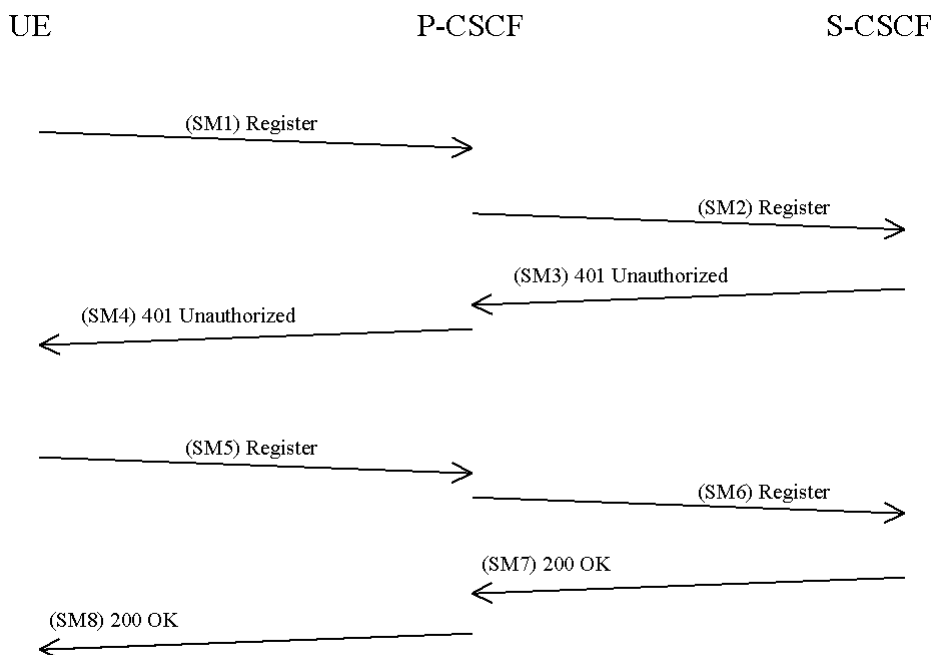 UE P-CSCF S-CSCF
(SM1) Register
(SM2) Register
(SM3) 401 Unauthorized
(SM4) 401 Unauthorized
(SM5) Register
(SM6) Register
(SM7) 200 OK
(SM8) 200 OK